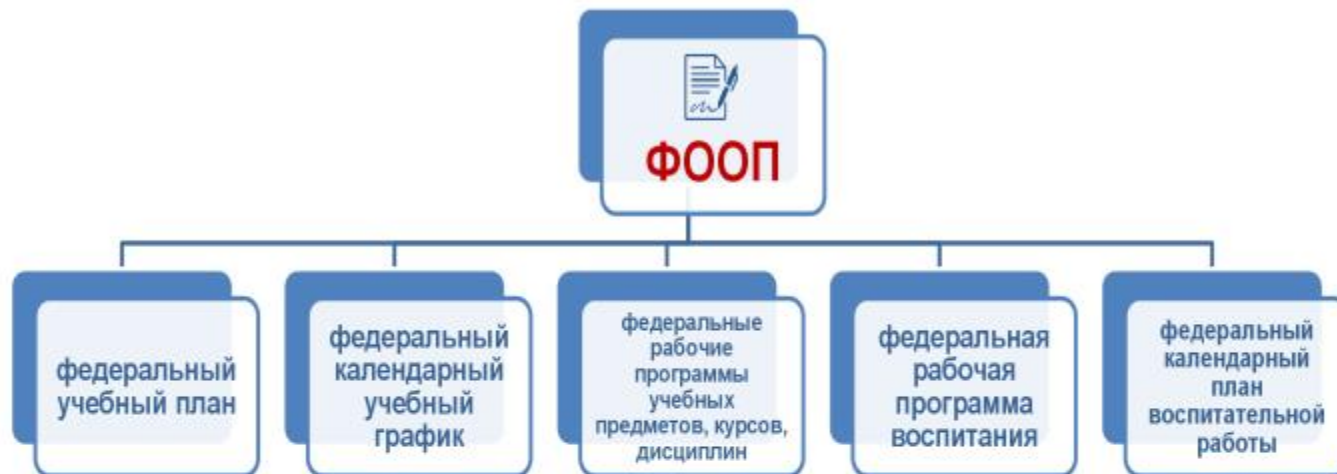 ФООП
федеральный
учебный план
федеральный
календарный
учебный
график
федеральные
рабочие
программы
учебных
предметов, курсов,
дисциплин
федеральная
рабочая
программа
воспитания
федеральный
календарный
план
воспитательной
работы